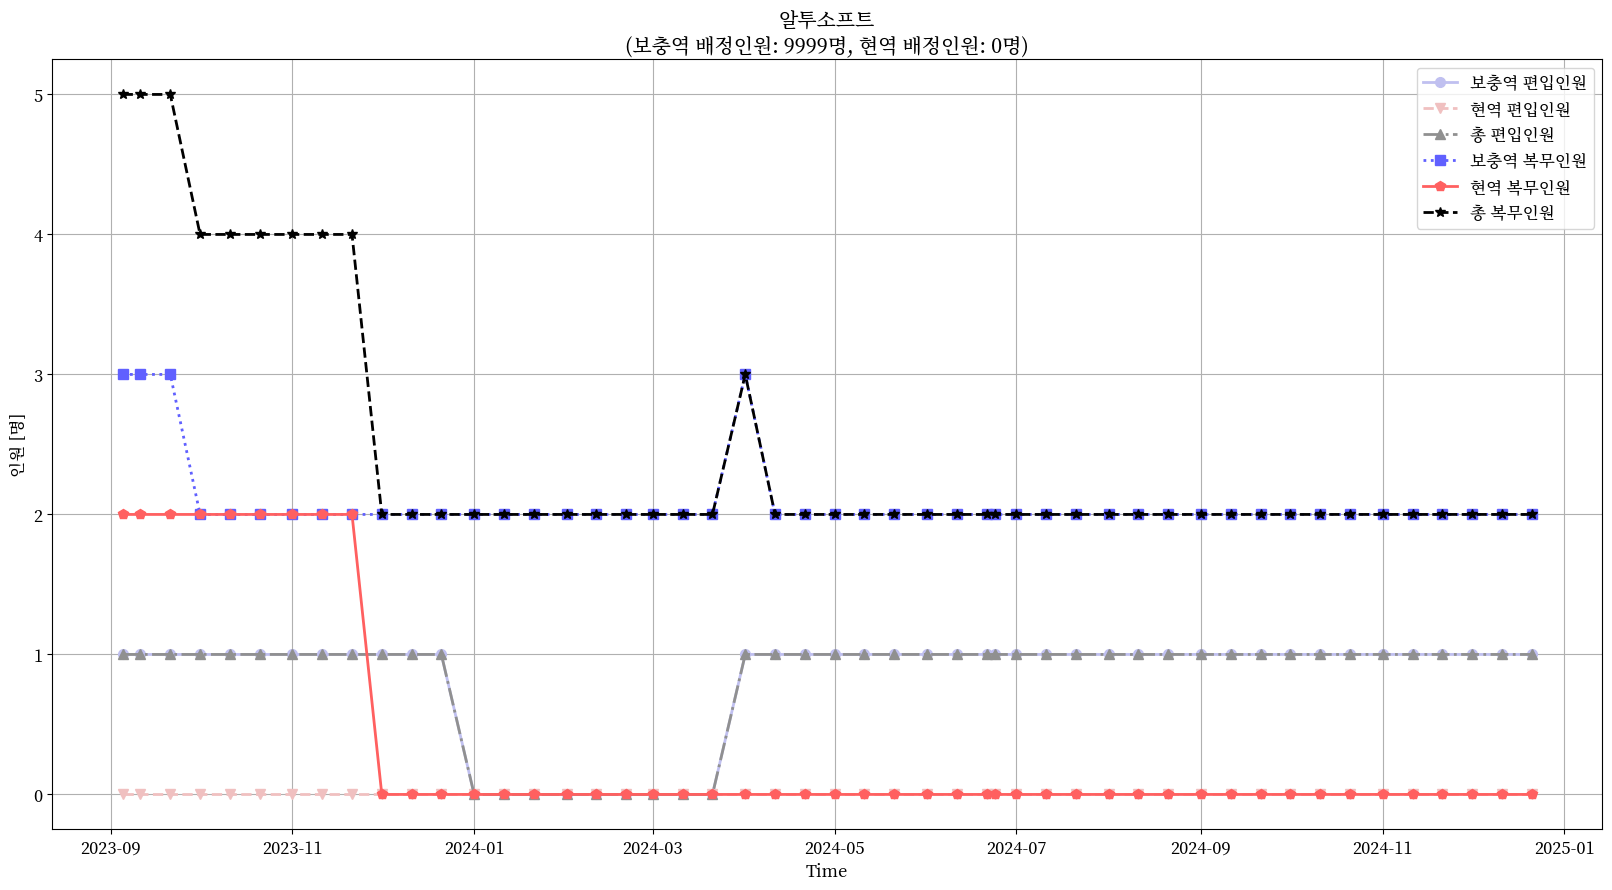 알투소프트
(보충역 배정인원: 9999명, 현역 배정인원: 0명)
보충역 편입인원
현역 편입인원
총 편입인원
보충역 복무인원
현역 복무인원
총 복무인원
인원 [명]
5
4
3
2
1
0
2023-09
2023-11
2024-01
2024-03
2024-05
2024-07
2024-09
2024-11
2025-01
Time